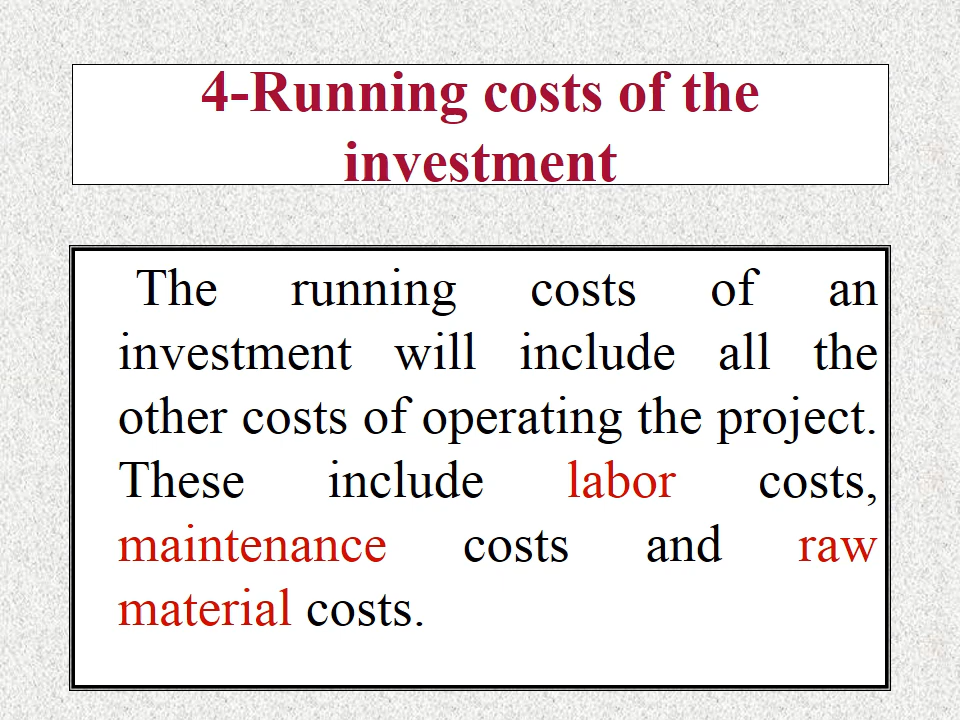 4-Running costs of the
investment
The running costs of an
investment will include all the
other costs of operating the project.
These include labor costs,
maintenance costs and raw
material costs.